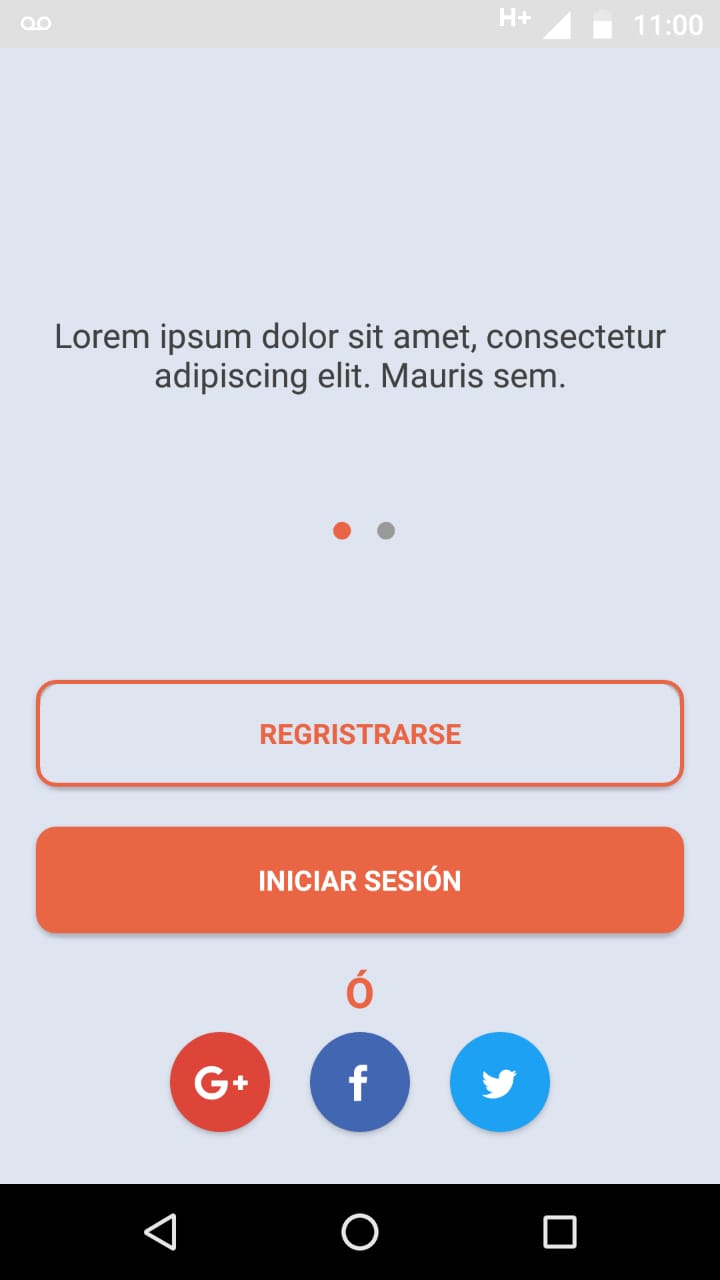 H+ 11:00
Lorem ipsum dolor sit amet, consectetur
adipiscing elit. Mauris sem.
REGRISTRARSE
INICIAR SESIÓN
Ó
G+ f